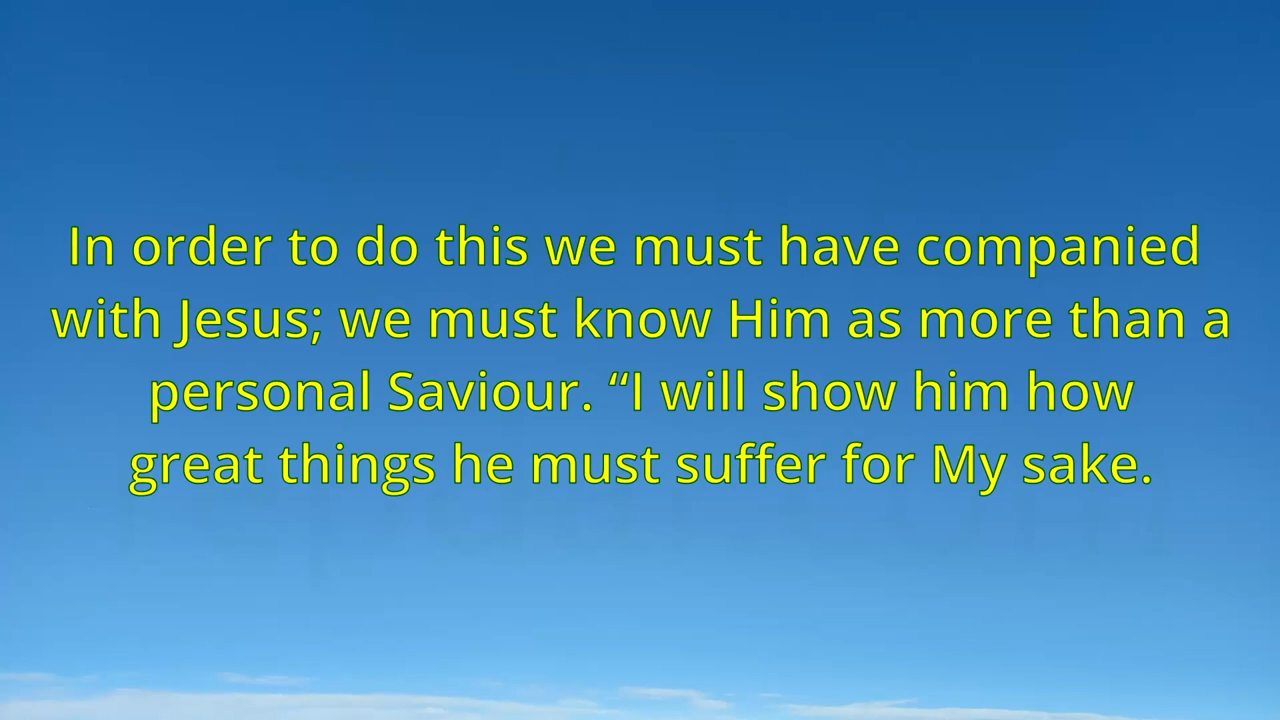 In order to do this we must have companied
with Jesus; we must know Him as more than a
personal Saviour. “I will show him how
great things he must suffer for My sake.